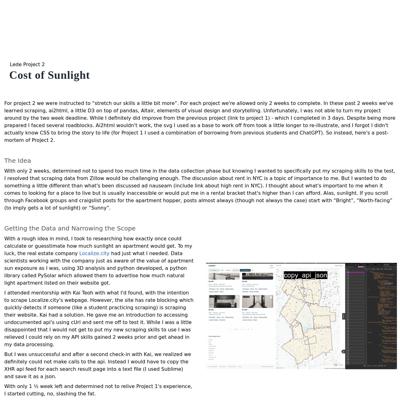 Lede Project 2
Cost of Sunlight
For project 2 we were instructed to "stretch our skills a little bit more". For each project we're allowed only 2 weeks to complete. In these past 2 weeks we've
learned scraping, ai2html, a little D3 on top of pandas, Altair, elements of visual design and storytelling. Unfortunately, I was not able to turn my project
around by the two week deadline. While I definitely did improve from the previous project (link to project 1) - which I completed in 3 days. Despite being more
prepared I faced several roadblocks. Ai2html wouldn't work, the svg I used as a base to work off from took a little longer to re-illustrate, and I forgot I didn't
actually know CSS to bring the story to life (for Project 1 I used a combination of borrowing from previous students and ChatGPT). So instead, here's a post-
mortem of Project 2.
The Idea
With only 2 weeks, determined not to spend too much time in the data collection phase but knowing I wanted to specifically put my scraping skills to the test,
I resolved that scraping data from Zillow would be challenging enough. The discussion about rent in NYC is a topic of importance to me. But I wanted to do
something a little different than what's been discussed ad nauseam (include link about high rent in NYC). I thought about what's important to me when it
comes to looking for a place to live but is usually inaccessible or would put me in a rental bracket that's higher than I can afford. Alas, sunlight. If you scroll
through Facebook groups and craigslist posts for the apartment hopper, posts almost always (though not always the case) start with "Bright", "North-facing"
(to imply gets a lot of sunlight) or "Sunny".
Getting the Data and Narrowing the Scope
With a rough idea in mind, I took to researching how exactly once could
calculate or guesstimate how much sunlight an apartment would get. To my
luck, the real estate company Localize.city had just what I needed. Data
scientists working with the company just as aware of the value of apartment
sun exposure as I was, using 3D analysis and python developed, a python
library called PySolar which allowed them to advertise how much natural
light apartment listed on their website got.
I attended mentorship with Kai Teoh with what I'd found, with the intention
to scrape Localize.city's webpage. However, the site has rate blocking which
quickly detects if someone (like a student practicing scraping) is scraping
their website. Kai had a solution. He gave me an introduction to accessing
undocumented api's using cUrl and sent me off to test it. While I was a little
disappointed that I would not get to put my new scraping skills to use I was
relieved I could rely on my API skills gained 2 weeks prior and get ahead in
my data processing.
But I was unsuccessful and after a second check-in with Kai, we realized we
definitely could not make calls to the api. Instead I would have to copy the
XHR api feed for each search result page into a text file (I used Sublime)
and save it as a json.
With only 1 ½ week left and determined not to relive Project 1's experience,
I started cutting, no, slashing the fat.
copy_api_json